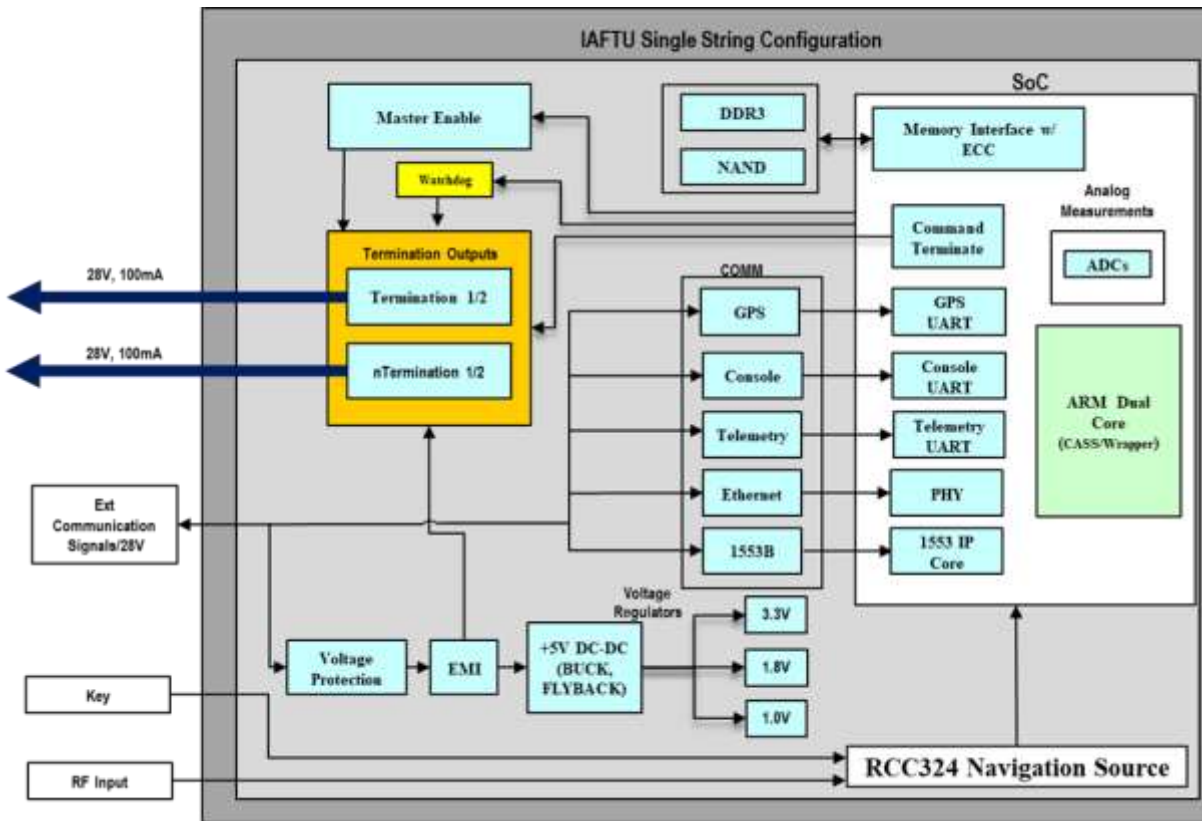 IAFTU Single String Configuration
SoC
Master Enable
DDR3
NAND
Memory Interface w/
ECC
Watchdog
Analog
Measurements
ADCs
Command
Terminate
Termination Outputs
Termination 1/2
nTermination 1/2
28V, 100mA
28V, 100mA
COMM
GPS
Console
Telemetry
Ethernet
1553B
GPS
UART
Console
UART
Telemetry
UART
PHY
1553 IP
Core
ARM Dual
Core
(CASS/Wrapper)
Ext
Communication
Signals/28V
Voltage
Regulators
Voltage
Protection
EMI
+5V DC-DC
(BUCK,
FLYBACK)
3.3V
1.8V
1.0V
Key
RF Input
RCC324 Navigation Source